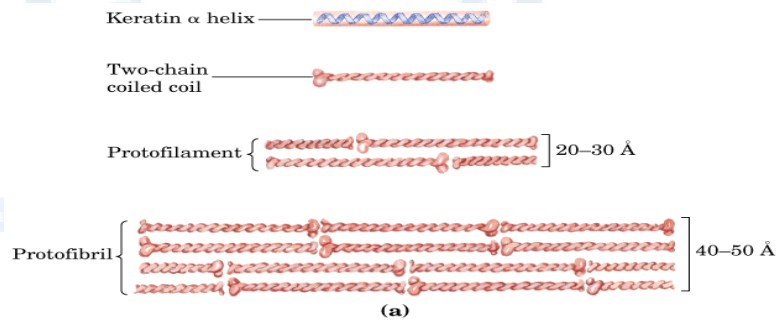 Keratin α helix
Two-chain
coiled coil
Protofilament
20–30 Å
Protofibril
40–50 Å
(a)